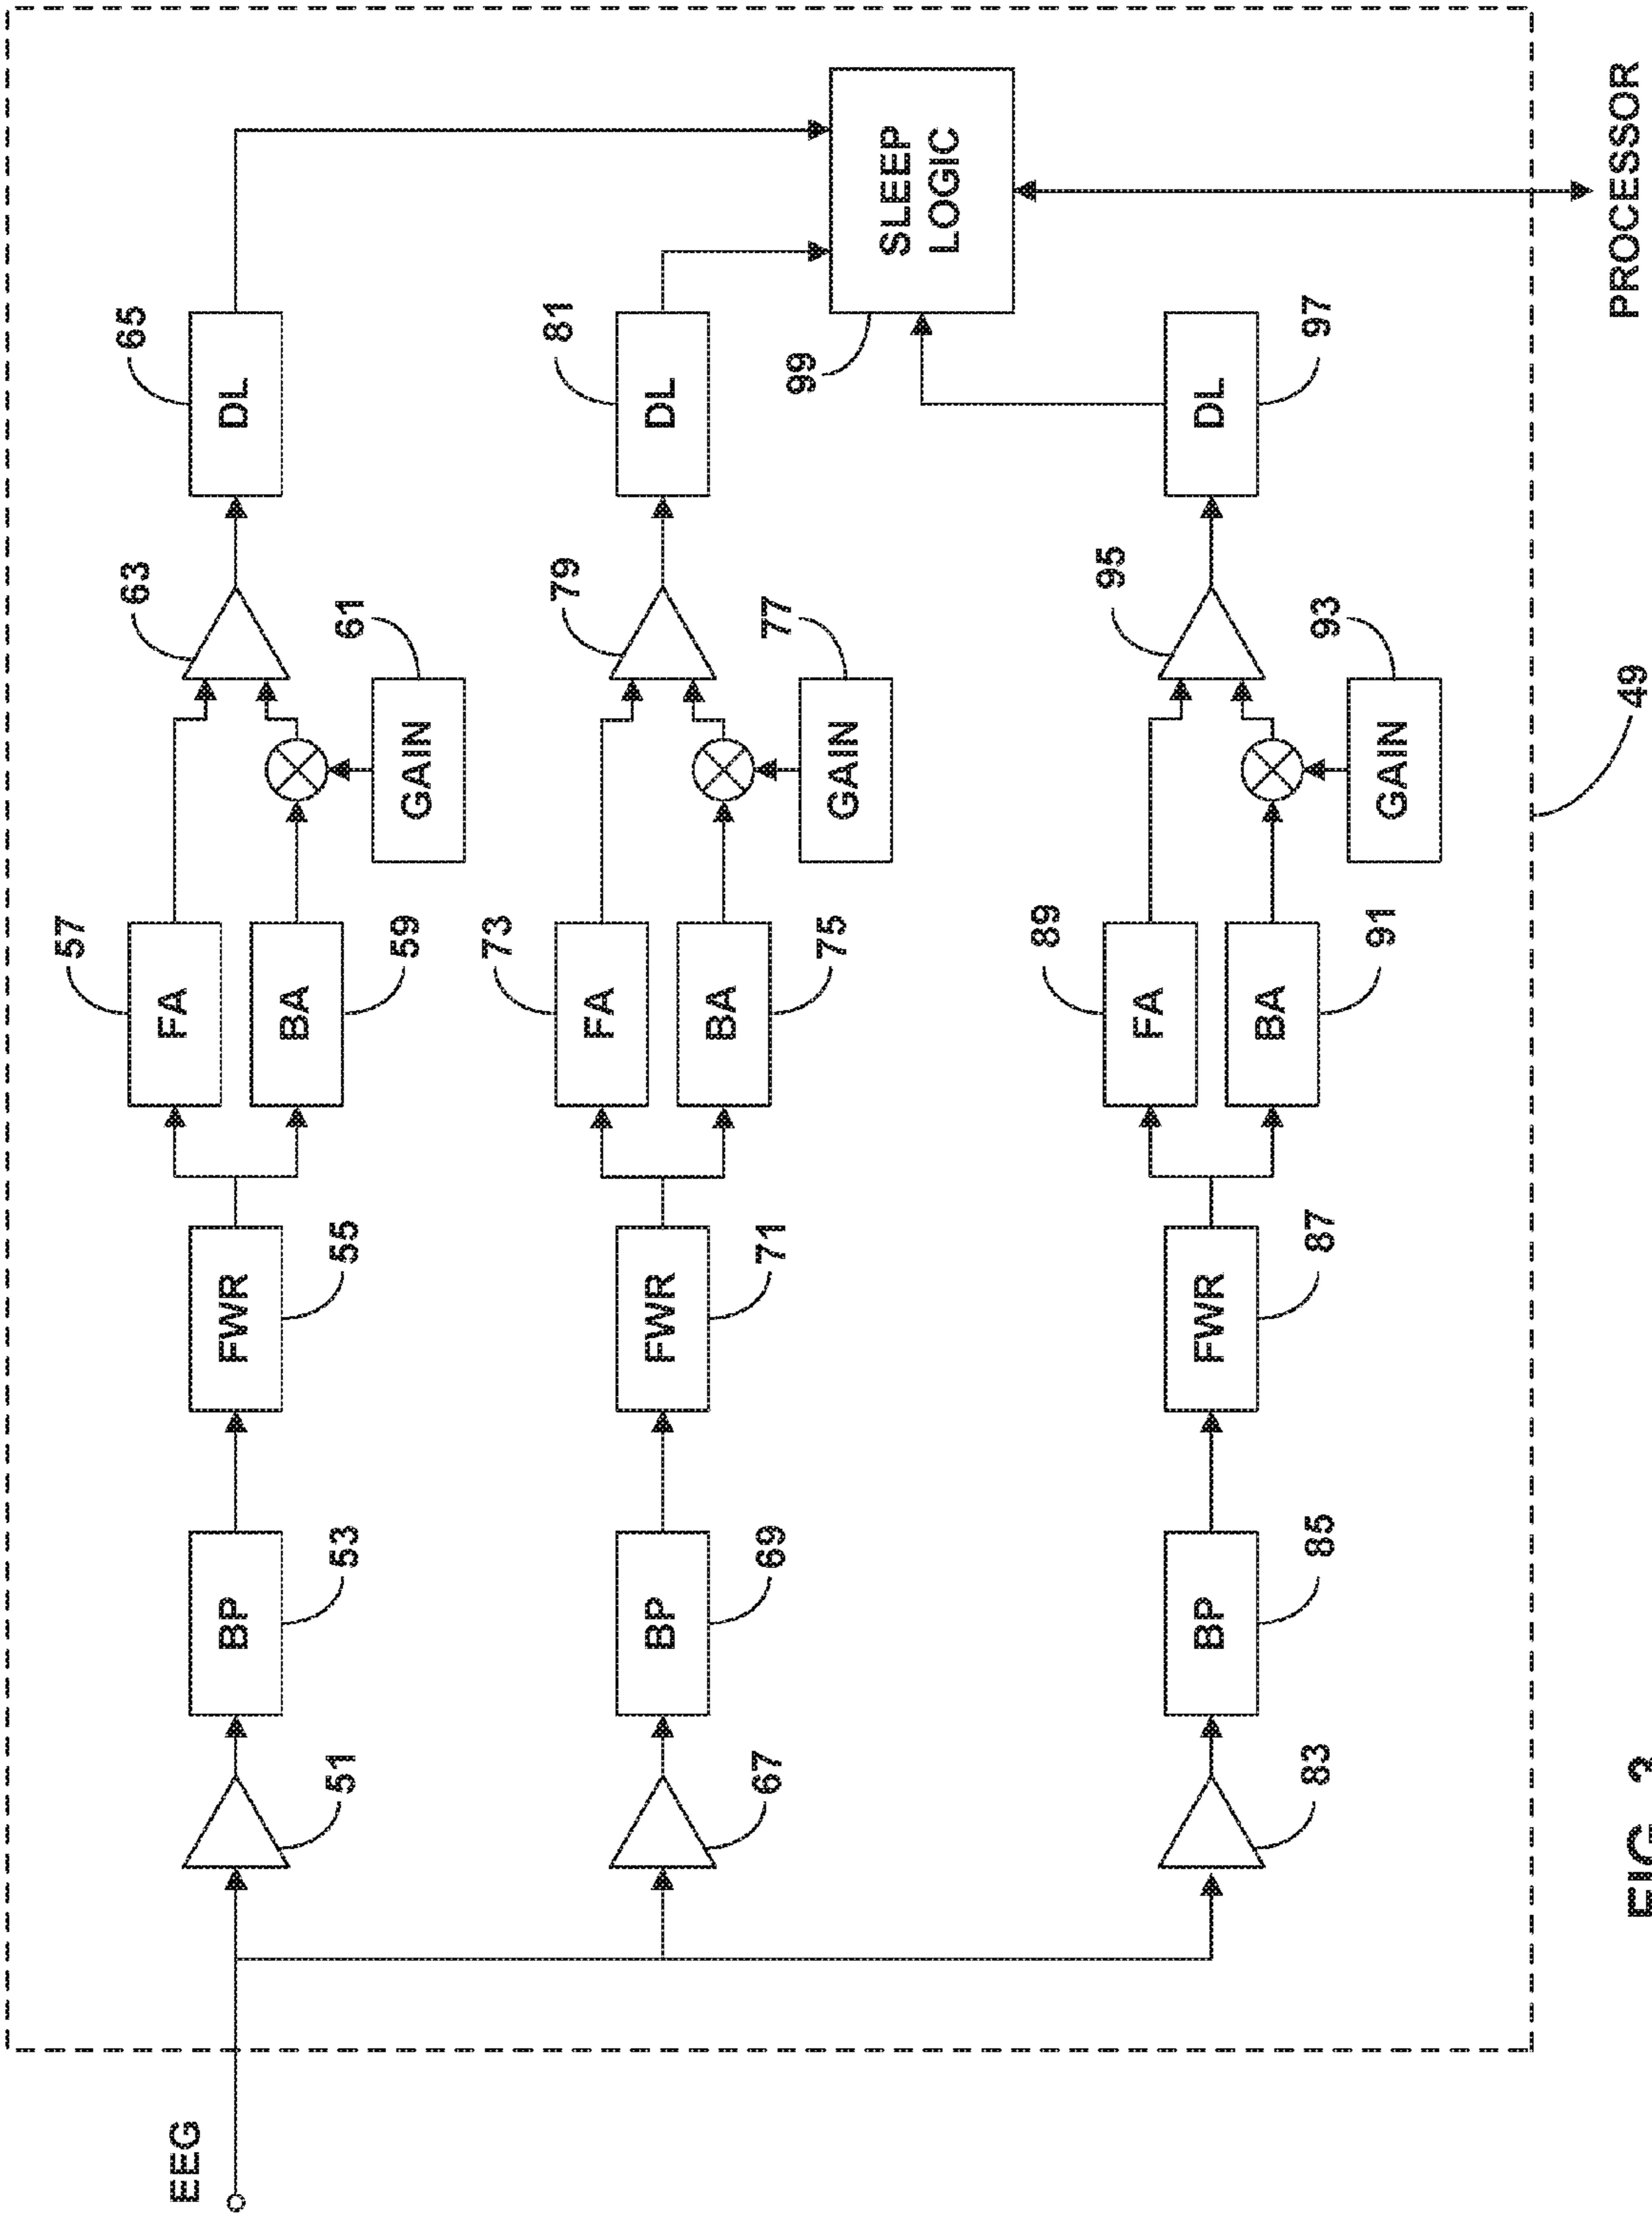 EEG
51
BP
53
FWR
55
57
FA
BA
59
GAIN
61
63
DL
65
67
BP
69
FWR
71
73
FA
BA
75
GAIN
77
79
DL
81
SLEEP
LOGIC
99
83
BP
85
FWR
87
89
FA
BA
91
GAIN
93
95
DL
97
49
PROCESSOR
FIG.